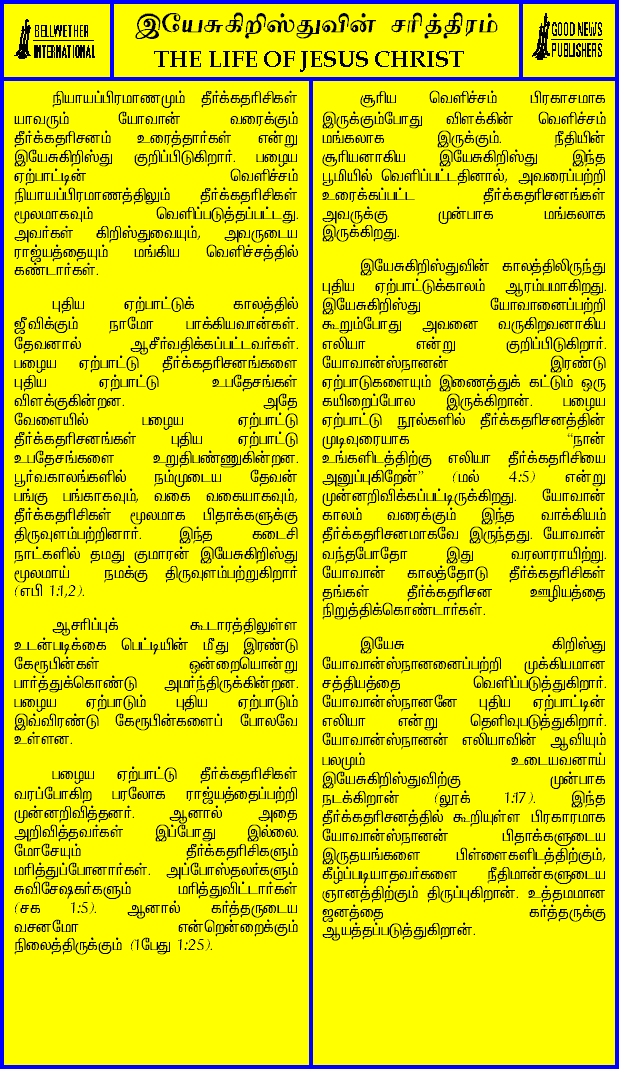 BELLWETHER
INTERNATIONAL
இயேசுகிறிஸ்துவின் சரித்திரம்
THE LIFE OF JESUS CHRIST
GOOD NEWS
PUBLISHERS
நியாயப்பிரமாணமும் தீர்க்கதரிசிகள்
யாவரும் யோவான் வரைக்கும்
தீர்க்கதரிசனம் உரைத்தார்கள் என்று
இயேசுகிறிஸ்து குறிப்பிடுகிறார். பழைய
ஏற்பாட்டின் வெளிச்சம்
நியாயப்பிரமாணத்திலும் தீர்க்கதரிசிகள்
மூலமாகவும் வெளிப்படுத்தப்பட்டது.
அவர்கள் கிறிஸ்துவையும், அவருடைய
ராஜ்யத்தையும் மங்கிய வெளிச்சத்தில்
கண்டார்கள்.
புதிய ஏற்பாட்டுக் காலத்தில்
ஜீவிக்கும் நாமோ பாக்கியவான்கள்.
தேவனால் ஆசீர்வதிக்கப்பட்டவர்கள்.
பழைய ஏற்பாட்டு தீர்க்கதரிசனங்களை
புதிய ஏற்பாட்டு உபதேசங்கள்
விளக்குகின்றன. அதே
வேளையில் பழைய ஏற்பாட்டு
தீர்க்கதரிசனங்கள் புதிய ஏற்பாட்டு
உபதேசங்களை உறுதிபண்ணுகின்றன.
பூர்வகாலங்களில் நம்முடைய தேவன்
பங்கு பங்காகவும், வகை வகையாகவும்,
தீர்க்கதரிசிகள் மூலமாக பிதாக்களுக்கு
திருவுளம்பற்றினார். இந்த கடைசி
நாட்களில் தமது குமாரன் இயேசுகிறிஸ்து
மூலமாய் நமக்கு திருவுளம்பற்றுகிறார்
(எபி 1:1,2).
ஆசரிப்புக் கூடாரத்திலுள்ள
உடன்படிக்கை பெட்டியின் மீது இரண்டு
கேரூபின்கள் ஒன்றையொன்று
பார்த்துக்கொண்டு அமர்ந்திருக்கின்றன.
பழைய ஏற்பாடும் புதிய ஏற்பாடும்
இவ்விரண்டு கேரூபின்களைப் போலவே
உள்ளன.
பழைய ஏற்பாட்டு தீர்க்கதரிசிகள்
வரப்போகிற பரலோக ராஜ்யத்தைப்பற்றி
முன்னறிவித்தனர். ஆனால் அதை
அறிவித்தவர்கள் இப்போது இல்லை.
மோசேயும் தீர்க்கதரிசிகளும்
மரித்துப்போனார்கள். அப்போஸ்தலர்களும்
சுவிசேஷகர்களும் மரித்துவிட்டார்கள்
(சக 1:5). ஆனால் கர்த்தருடைய
வசனமோ என்றென்றைக்கும்
நிலைத்திருக்கும் (1பேது 1:25).
சூரிய வெளிச்சம் பிரகாசமாக
இருக்கும்போது விளக்கின் வெளிச்சம்
மங்கலாக இருக்கும். நீதியின்
சூரியனாகிய இயேசுகிறிஸ்து இந்த
பூமியில் வெளிப்பட்டதினால், அவரைப்பற்றி
உரைக்கப்பட்ட தீர்க்கதரிசனங்கள்
அவருக்கு முன்பாக மங்கலாக
இருக்கிறது.
இயேசுகிறிஸ்துவின் காலத்திலிருந்து
புதிய ஏற்பாட்டுக்காலம் ஆரம்பமாகிறது.
இயேசுகிறிஸ்து யோவானைப்பற்றி
கூறும்போது அவனை வருகிறவனாகிய
எலியா என்று குறிப்பிடுகிறார்.
யோவான்ஸ்நானன் இரண்டு
ஏற்பாடுகளையும் இணைத்துக் கட்டும் ஒரு
கயிறைப்போல இருக்கிறான். பழைய
ஏற்பாட்டு நூல்களில் தீர்க்கதரிசனத்தின்
முடிவுரையாக “நான்
உங்களிடத்திற்கு எலியா தீர்க்கதரிசியை
அனுப்புகிறேன்” (மல் 4:5) என்று
முன்னறிவிக்கப்பட்டிருக்கிறது. யோவான்
காலம் வரைக்கும் இந்த வாக்கியம்
தீர்க்கதரிசனமாகவே இருந்தது. யோவான்
வந்தபோதோ இது வரலாராயிற்று.
யோவான் காலத்தோடு தீர்க்கதரிசிகள்
தங்கள் தீர்க்கதரிசன ஊழியத்தை
நிறுத்திக்கொண்டார்கள்.
இயேசு கிறிஸ்து
யோவான்ஸ்நானனைப்பற்றி முக்கியமான
சத்தியத்தை வெளிப்படுத்துகிறார்.
யோவான்ஸ்நானனே புதிய ஏற்பாட்டின்
எலியா என்று தெளிவுபடுத்துகிறார்.
யோவான்ஸ்நானன் எலியாவின் ஆவியும்
பலமும் உடையவனாய்
இயேசுகிறிஸ்துவிற்கு முன்பாக
நடக்கிறான் (லூக் 1:17). இந்த
தீர்க்கதரிசனத்தில் கூறியுள்ள பிரகாரமாக
யோவான்ஸ்நானன் பிதாக்களுடைய
இருதயங்களை பிள்ளைகளிடத்திற்கும்,
கீழ்ப்படியாதவர்களை நீதிமான்களுடைய
ஞானத்திற்கும் திருப்புகிறான். உத்தமமான
ஜனத்தை கர்த்தருக்கு
ஆயத்தப்படுத்துகிறான்.